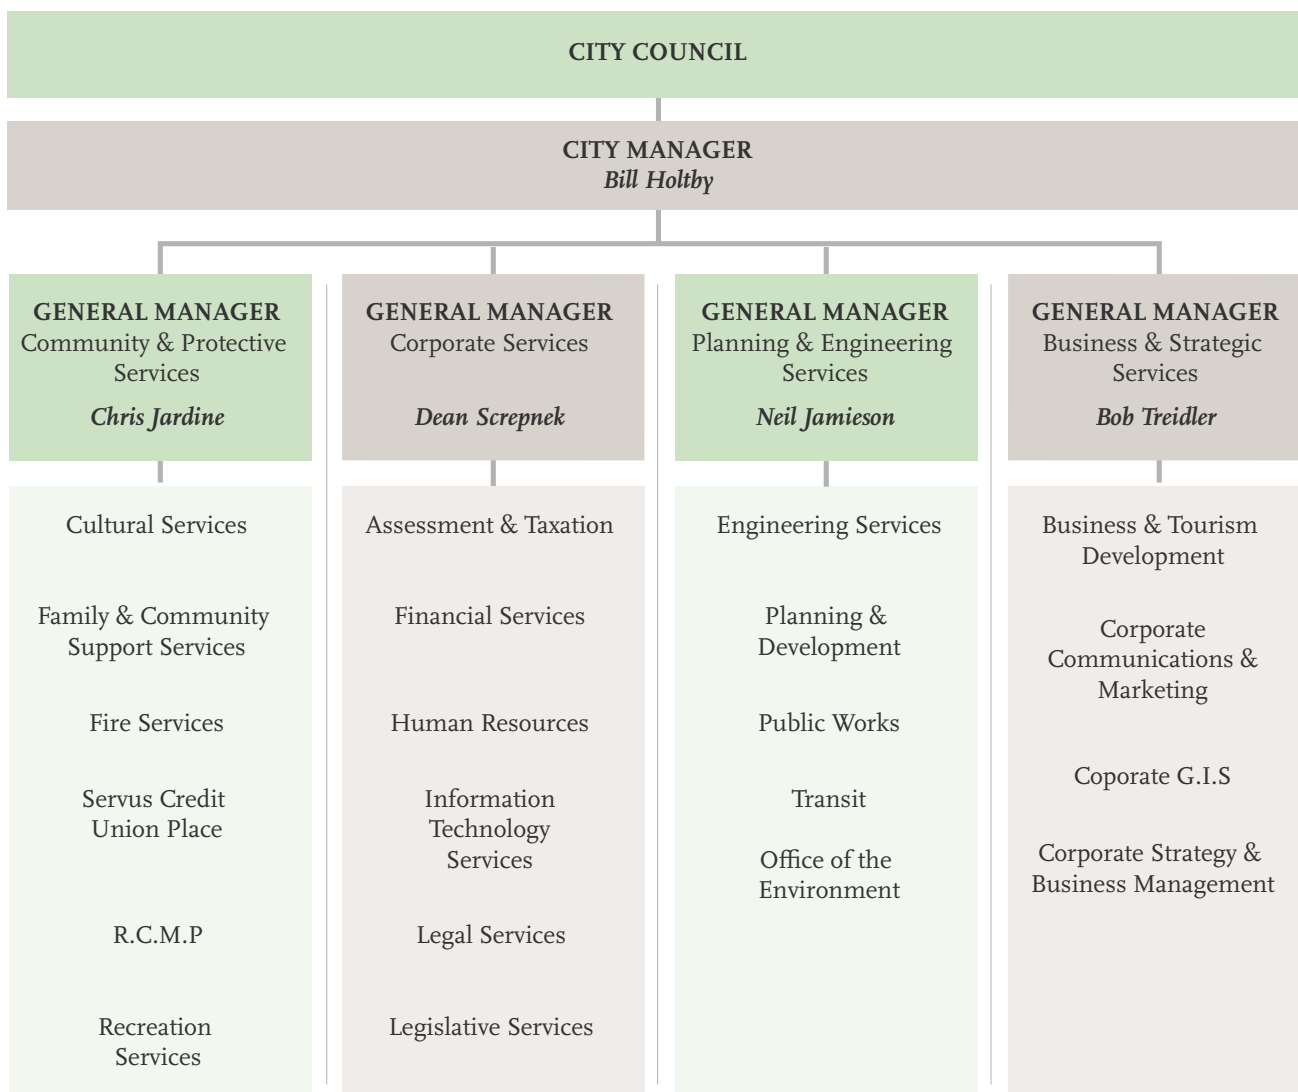 CITY COUNCIL
CITY MANAGER
Bill Holtby
GENERAL MANAGER
Community & Protective
Services
Chris Jardine
GENERAL MANAGER
Corporate Services
Dean Screpnek
GENERAL MANAGER
Planning & Engineering
Services
Neil Jamieson
GENERAL MANAGER
Business & Strategic
Services
Bob Treidler
Cultural Services
Family & Community
Support Services
Fire Services
Servus Credit
Union Place
R.C.M.P
Recreation
Services
Assessment & Taxation
Financial Services
Human Resources
Information
Technology
Services
Legal Services
Legislative Services
Engineering Services
Planning &
Development
Public Works
Transit
Office of the
Environment
Business & Tourism
Development
Corporate
Communications &
Marketing
Coporate G.I.S
Corporate Strategy &
Business Management